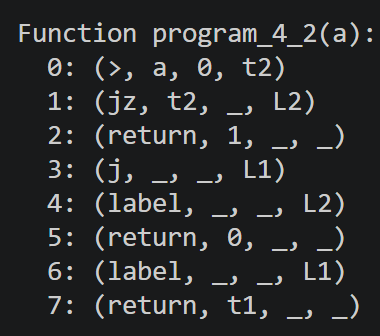 Function program_4_2(a):
0: (>, a, 0, t2)
1: (jz, t2, _, L2)
2: (return, 1, _, _)
3: (j, _, _, L1)
4: (label, _, _, L2)
5: (return, 0, _, _)
6: (label, _, _, L1)
7: (return, t1, _, _)